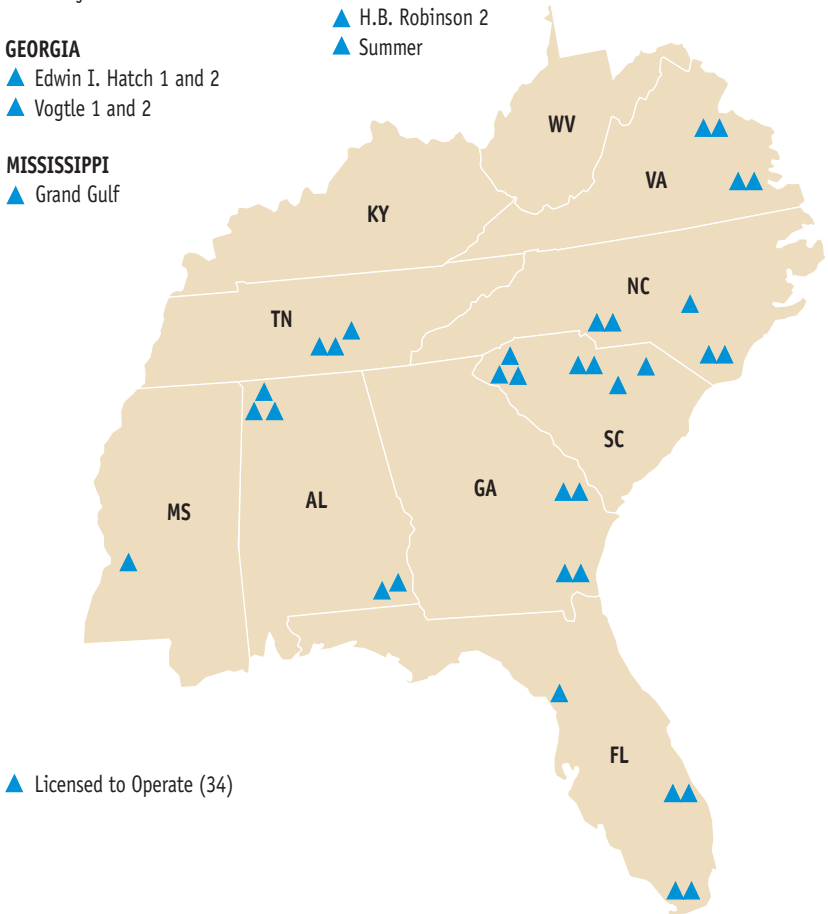 H.B. Robinson 2
Summer
GEORGIA
Edwin I. Hatch 1 and 2
Vogtle 1 and 2
MISSISSIPPI
Grand Gulf
WV
VA
KY
NC
TN
SC
GA
AL
MS
FL
Licensed to Operate (34)